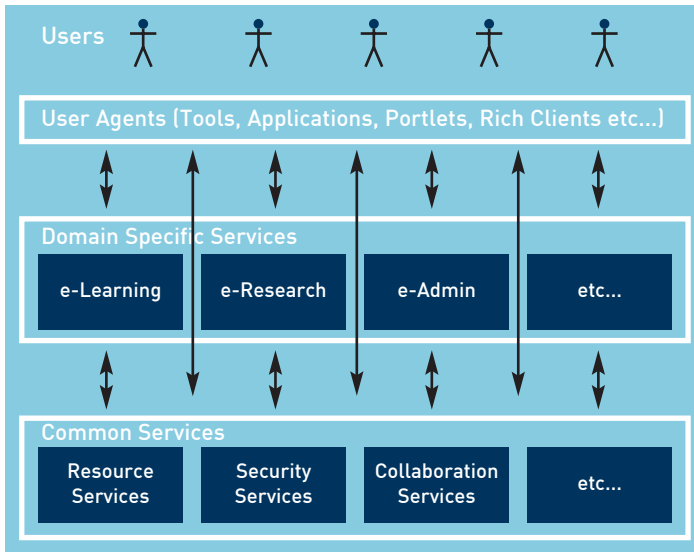 Users
User Agents (Tools, Applications, Portlets, Rich Clients etc...)
Domain Specific Services
e-Learning
e-Research
e-Admin
etc...
Common Services
Resource
Services
Security
Services
Collaboration
Services
etc...